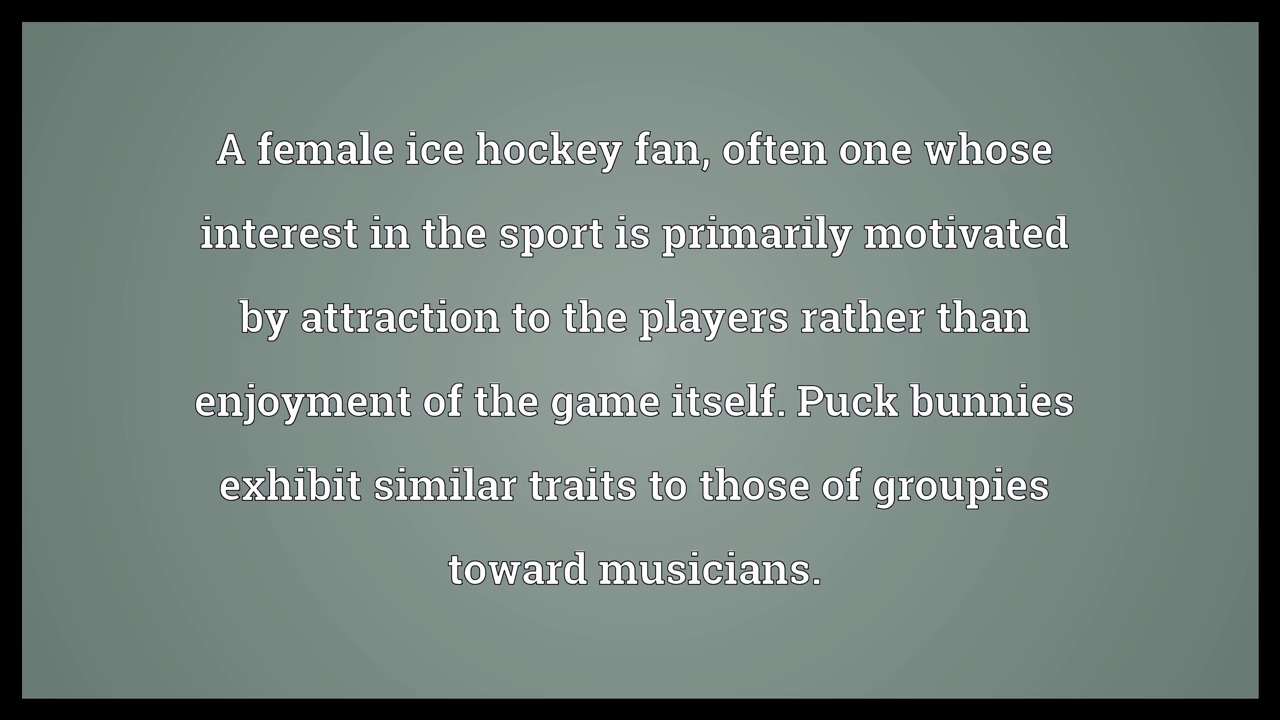 A female ice hockey fan, often one whose
interest in the sport is primarily motivated
by attraction to the players rather than
enjoyment of the game itself. Puck bunnies
exhibit similar traits to those of groupies
toward musicians.